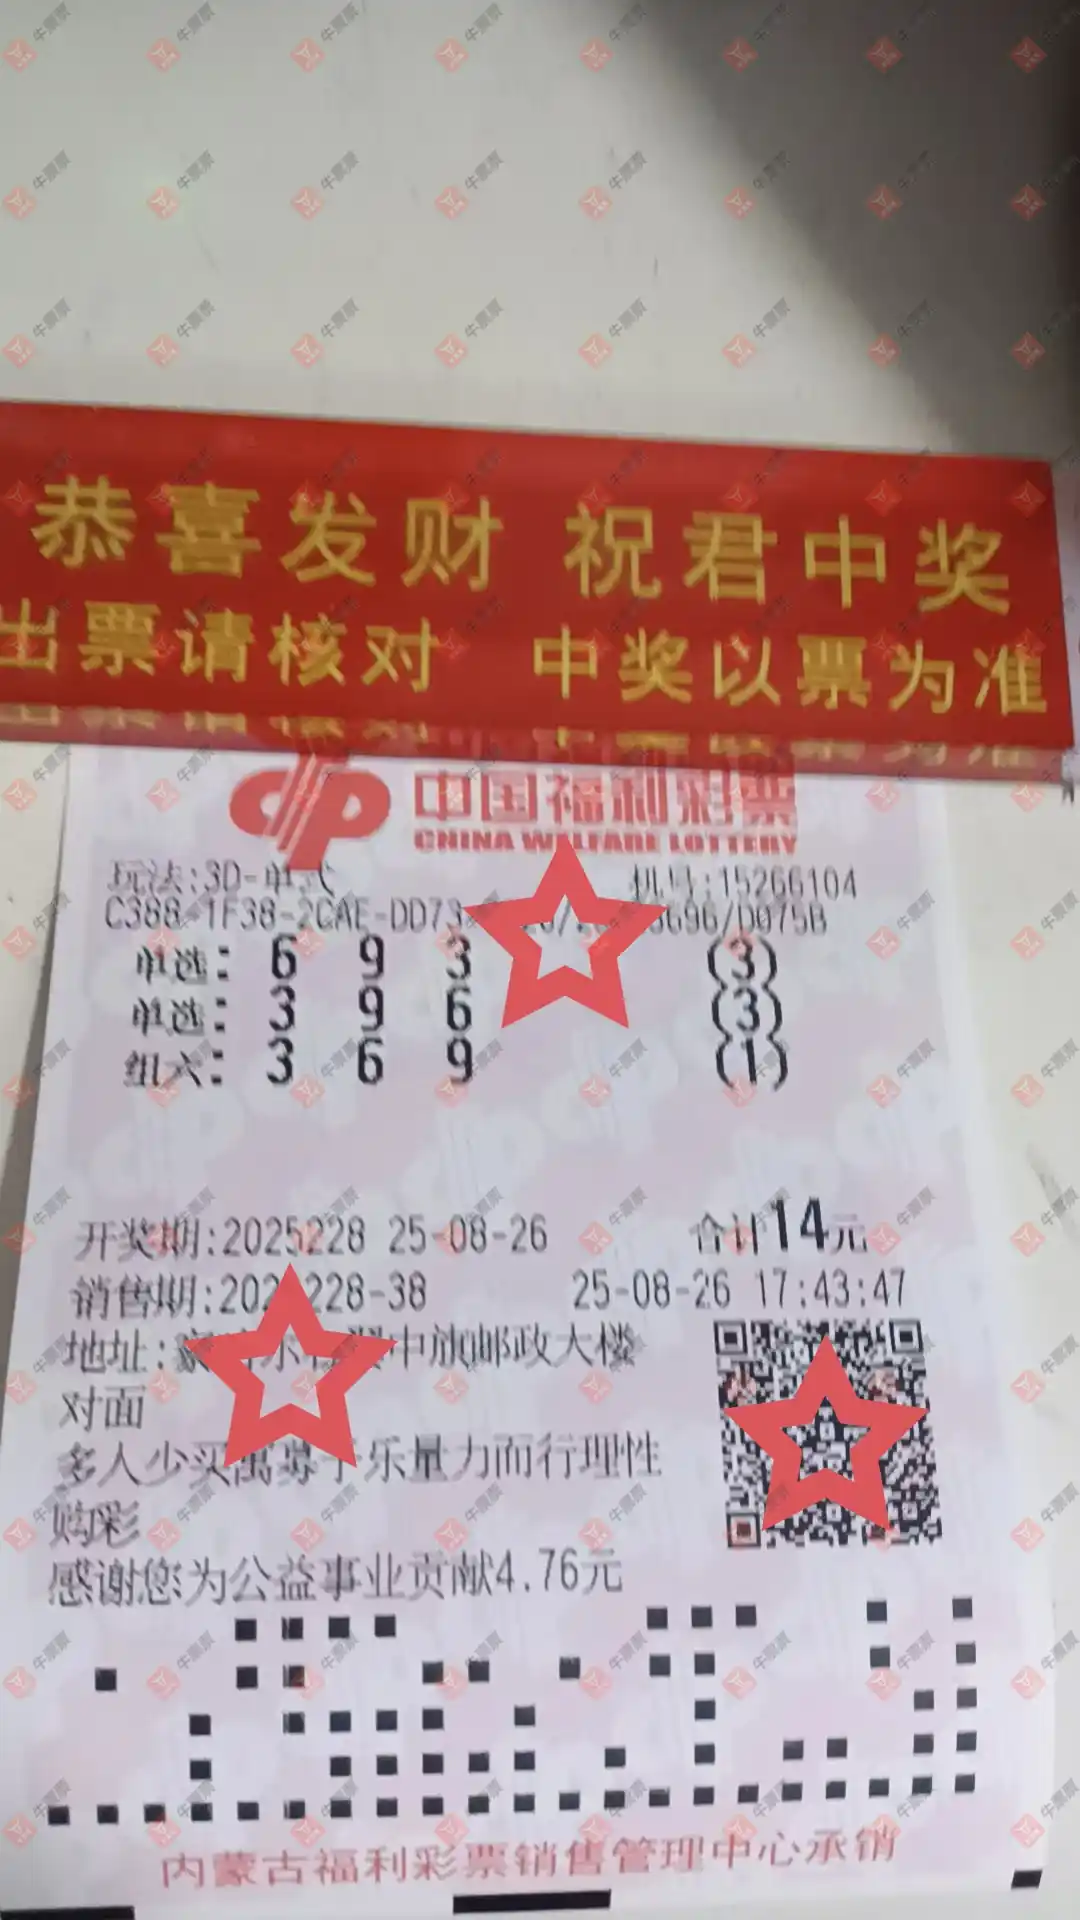 恭喜发财 祝君中奖
出票请核对 中奖以票为准
中国福利彩票
CHINA WELFARE LOTTERY
玩法:3D-单式 机号:15266104
C388 1F38-2CAE-DD73 3696/D075B
单选: 6 9 3 (3)
单选: 3 9 6 (3)
组六: 3 6 9 (1)
开奖期:2025228 25-08-26 合计14元
销售期:202 228-38 25-08-26 17:43:47
地址: 中旗邮政大楼
对面
多人少买 乐量力而行理性
购彩
感谢您为公益事业贡献4.76元
内蒙古福利彩票销售管理中心承销
牛票票